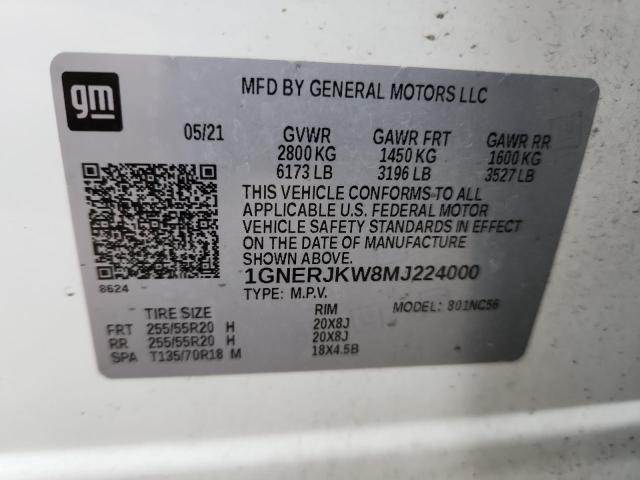 gm
MFD BY GENERAL MOTORS LLC
05/21 GVWR GAWR FRT GAWR RR
2800 KG 1450 KG 1600 KG
6173 LB 3196 LB 3527 LB
THIS VEHICLE CONFORMS TO ALL
APPLICABLE U.S. FEDERAL MOTOR
VEHICLE SAFETY STANDARDS IN EFFECT
ON THE DATE OF MANUFACTURE
SHOWN ABOVE.
8624
1GNERJKW8MJ224000
TYPE: M.P.V. MODEL:
TIRE SIZE RIM
FRT 255/55R20 H 20X8J
RR 255/55R20 H 20X8J
SPA T135/70R18 M 18X4.5B